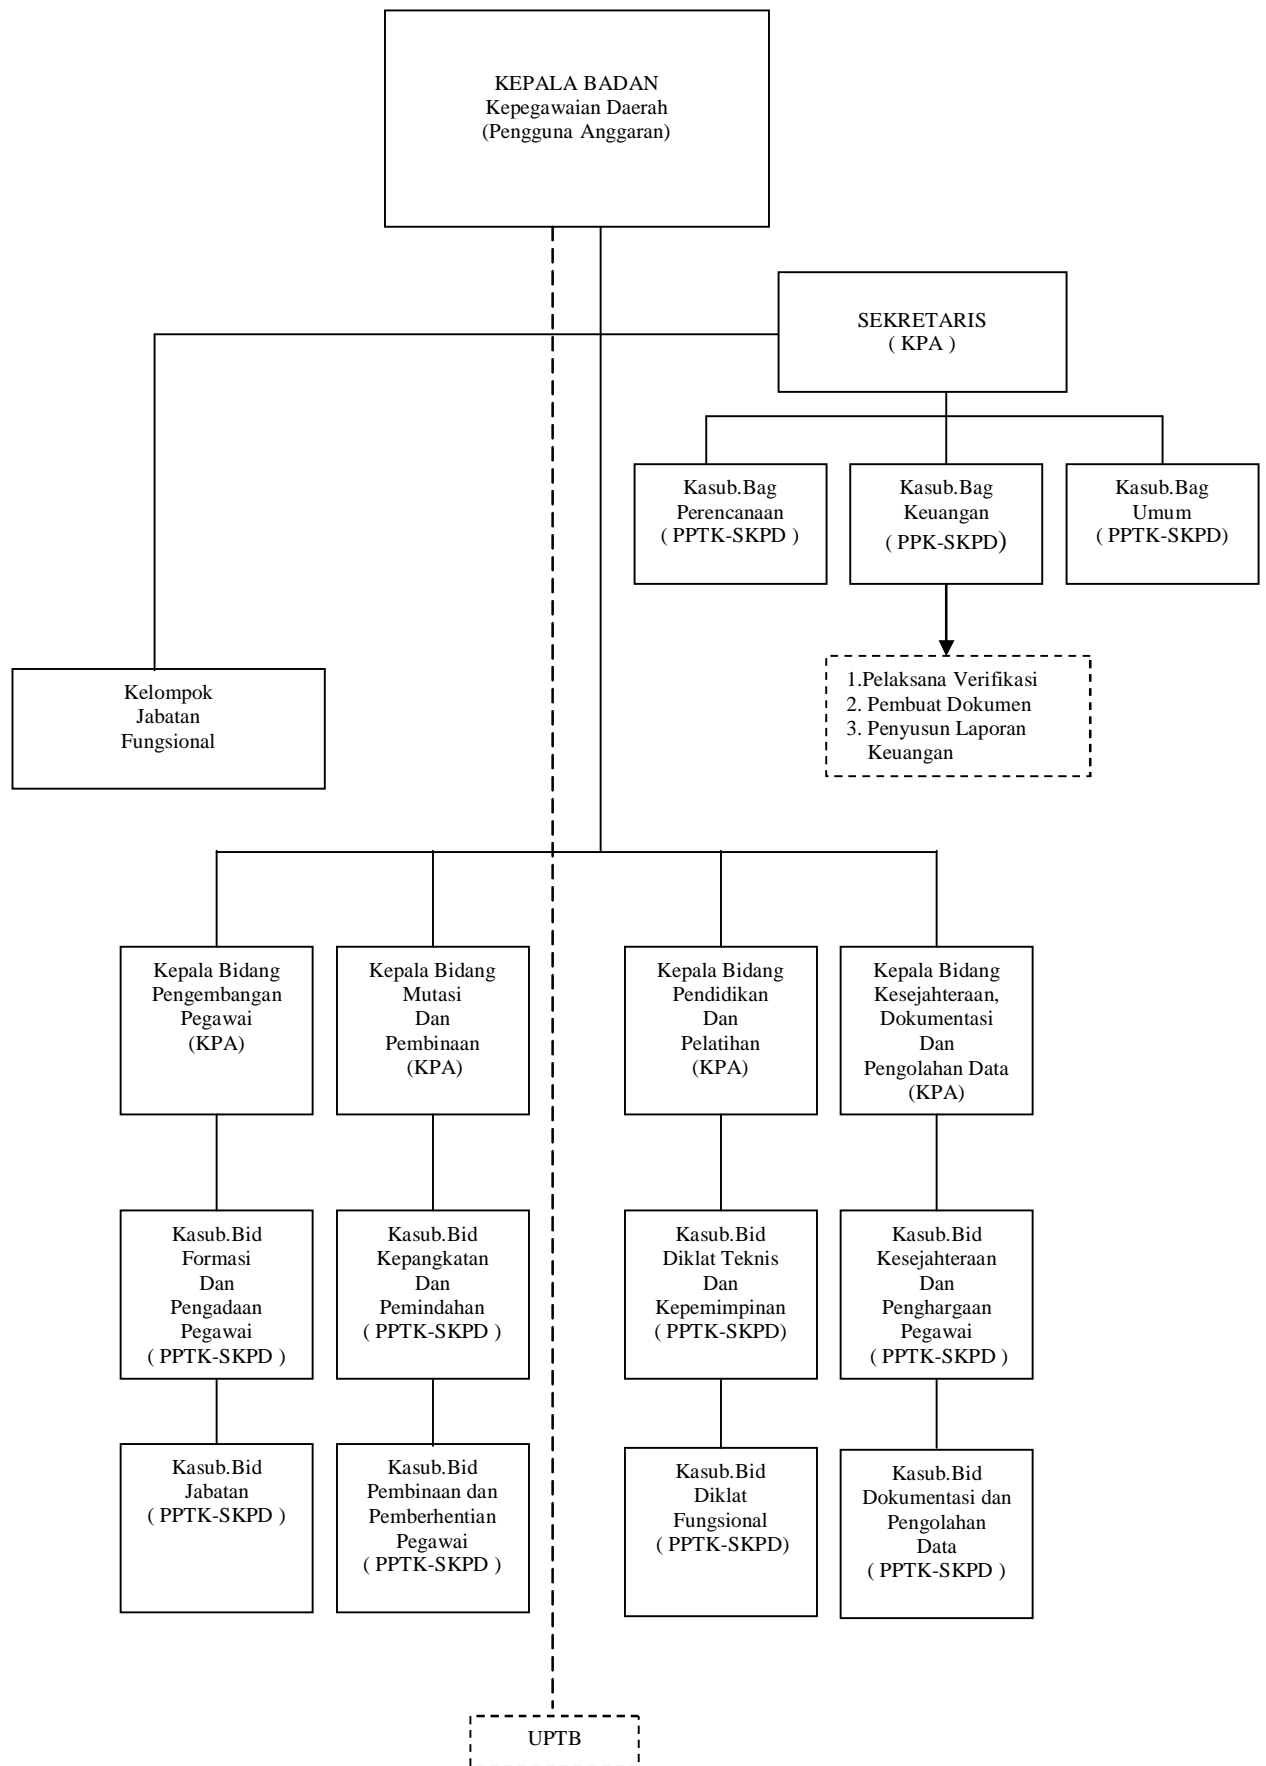 KEPALA BADAN
Kepegawaian Daerah
(Pengguna Anggaran)
SEKRETARIS
( KPA )
Kasub.Bag
Perencanaan
( PPTK-SKPD )
Kasub.Bag
Keuangan
( PPK-SKPD)
Kasub.Bag
Umum
( PPTK-SKPD)
Kelompok
Jabatan
Fungsional
1.Pelaksana Verifikasi
2. Pembuat Dokumen
3. Penyusun Laporan
Keuangan
Kepala Bidang
Pengembangan
Pegawai
(KPA)
Kepala Bidang
Mutasi
Dan
Pembinaan
(KPA)
Kepala Bidang
Pendidikan
Dan
Pelatihan
(KPA)
Kepala Bidang
Kesejahteraan,
Dokumentasi
Dan
Pengolahan Data
(KPA)
Kasub.Bid
Formasi
Dan
Pengadaan
Pegawai
( PPTK-SKPD )
Kasub.Bid
Kepangkatan
Dan
Pemindahan
( PPTK-SKPD )
Kasub.Bid
Diklat Teknis
Dan
Kepemimpinan
( PPTK-SKPD)
Kasub.Bid
Kesejahteraan
Dan
Penghargaan
Pegawai
( PPTK-SKPD )
Kasub.Bid
Jabatan
( PPTK-SKPD )
Kasub.Bid
Pembinaan dan
Pemberhentian
Pegawai
( PPTK-SKPD )
Kasub.Bid
Diklat
Fungsional
( PPTK-SKPD)
Kasub.Bid
Dokumentasi dan
Pengolahan
Data
( PPTK-SKPD )
UPTB